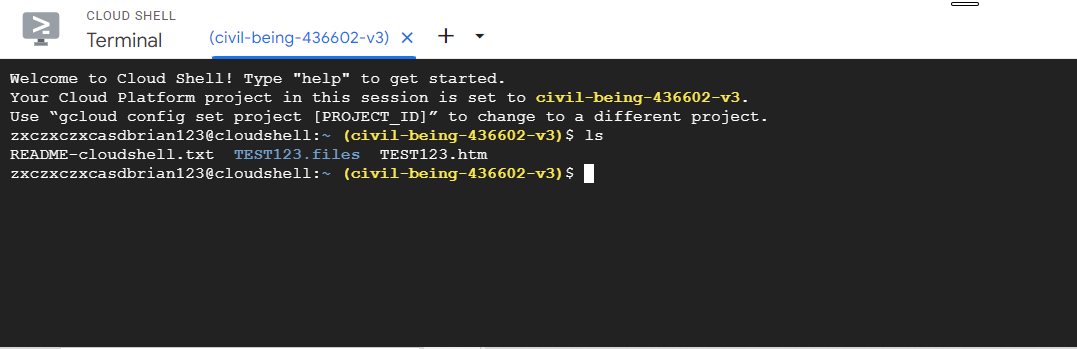 CLOUD SHELL
Terminal
(civil-being-436602-v3)
Welcome to Cloud Shell! Type "help" to get started.
Your Cloud Platform project in this session is set to civil-being-436602-v3.
Use “gcloud config set project [PROJECT_ID]” to change to a different project.
zxczxczxcasdbrian123@cloudshell:~ (civil-being-436602-v3)$ ls
README-cloudshell.txt  TEST123.files  TEST123.htm
zxczxczxcasdbrian123@cloudshell:~ (civil-being-436602-v3)$